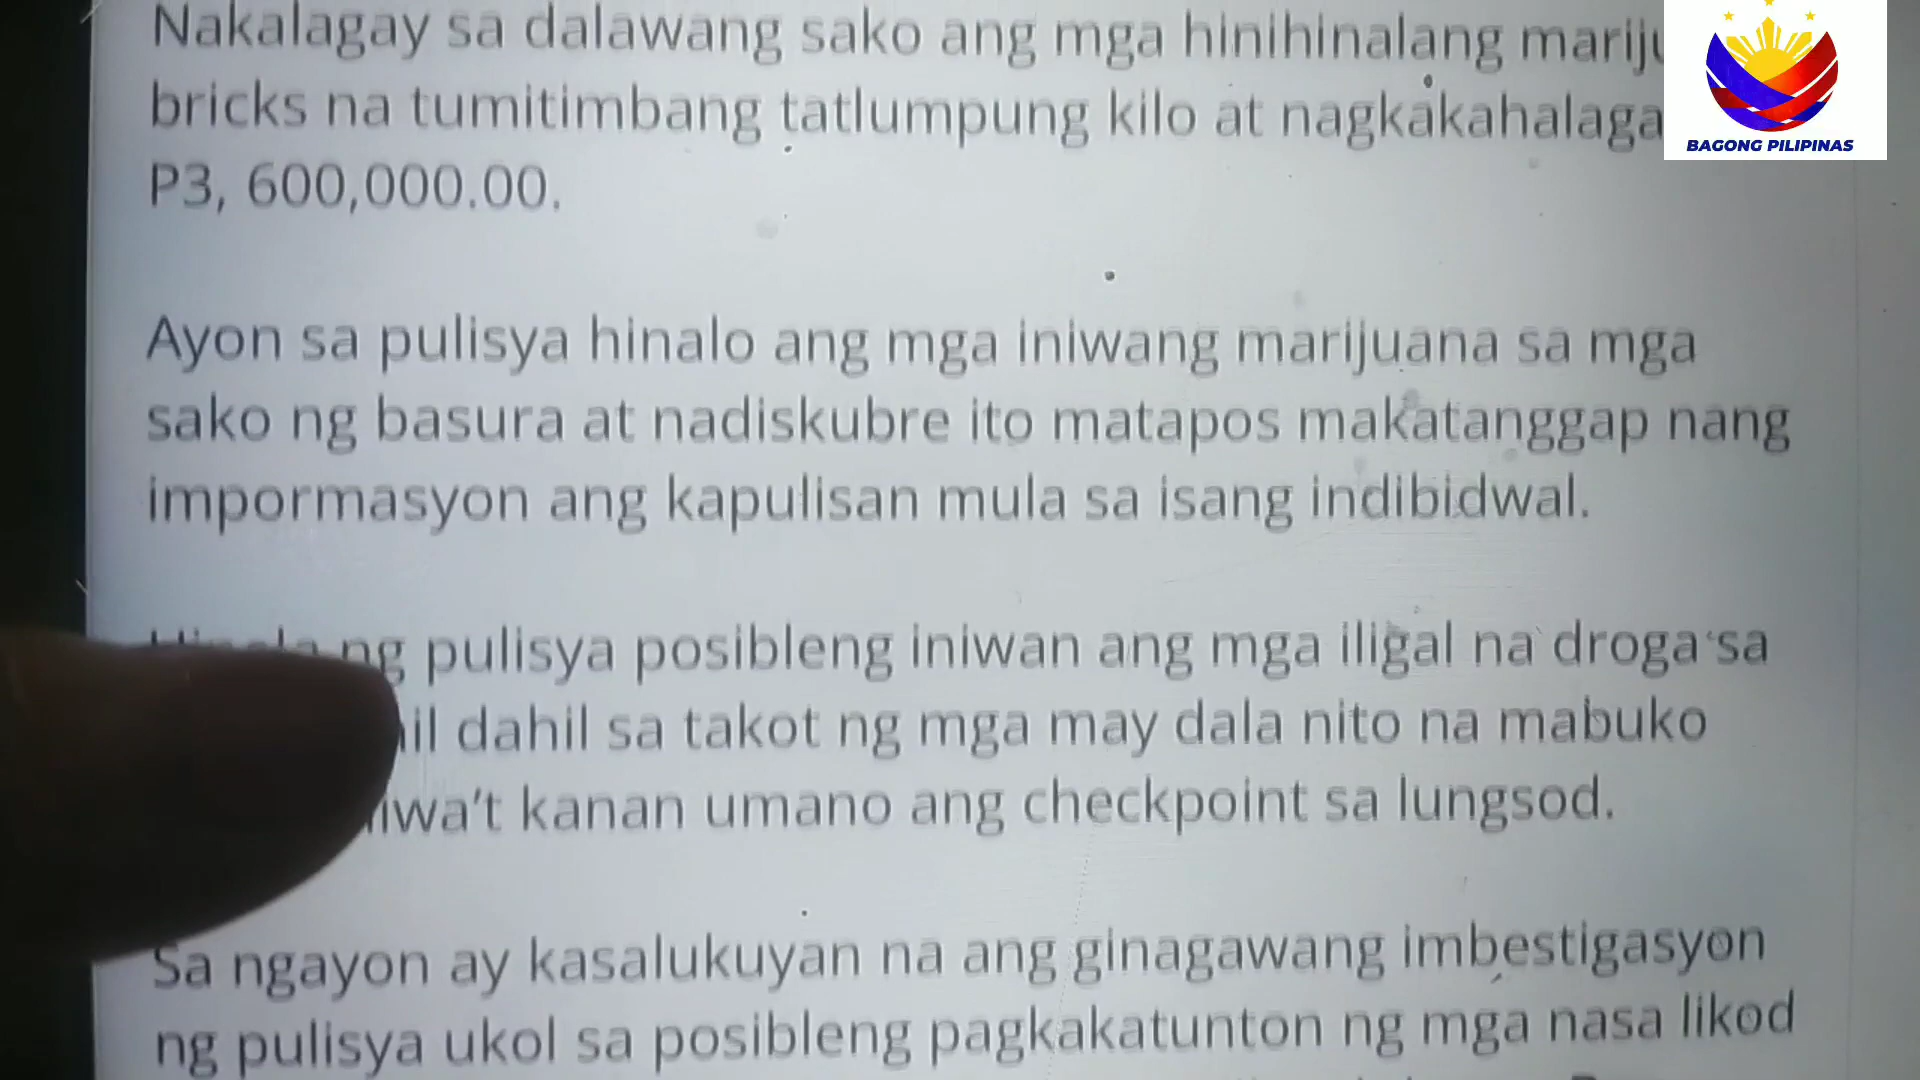 Nakalagay sa dalawang sako ang mga hinihinalang
bricks na tumitimbang tatlumpung kilo at nagkakahalaga
P3, 600,000.00.
Ayon sa pulisya hinalo ang mga iniwang marijuana sa mga
sako ng basura at nadiskubre ito matapos makatanggap nang
impormasyon ang kapulisan mula sa isang indibidwal.
ng pulisya posibleng iniwan ang mga iligal na droga sa
dahil sa takot ng mga may dala nito na mabuko
kanan umano ang checkpoint sa lungsod.
Sa ngayon ay kasalukuyan na ang ginagawang imbestigasyon
ng pulisya ukol sa posibleng pagkakatunton ng mga nasa likod
BAGONG PILIPINAS